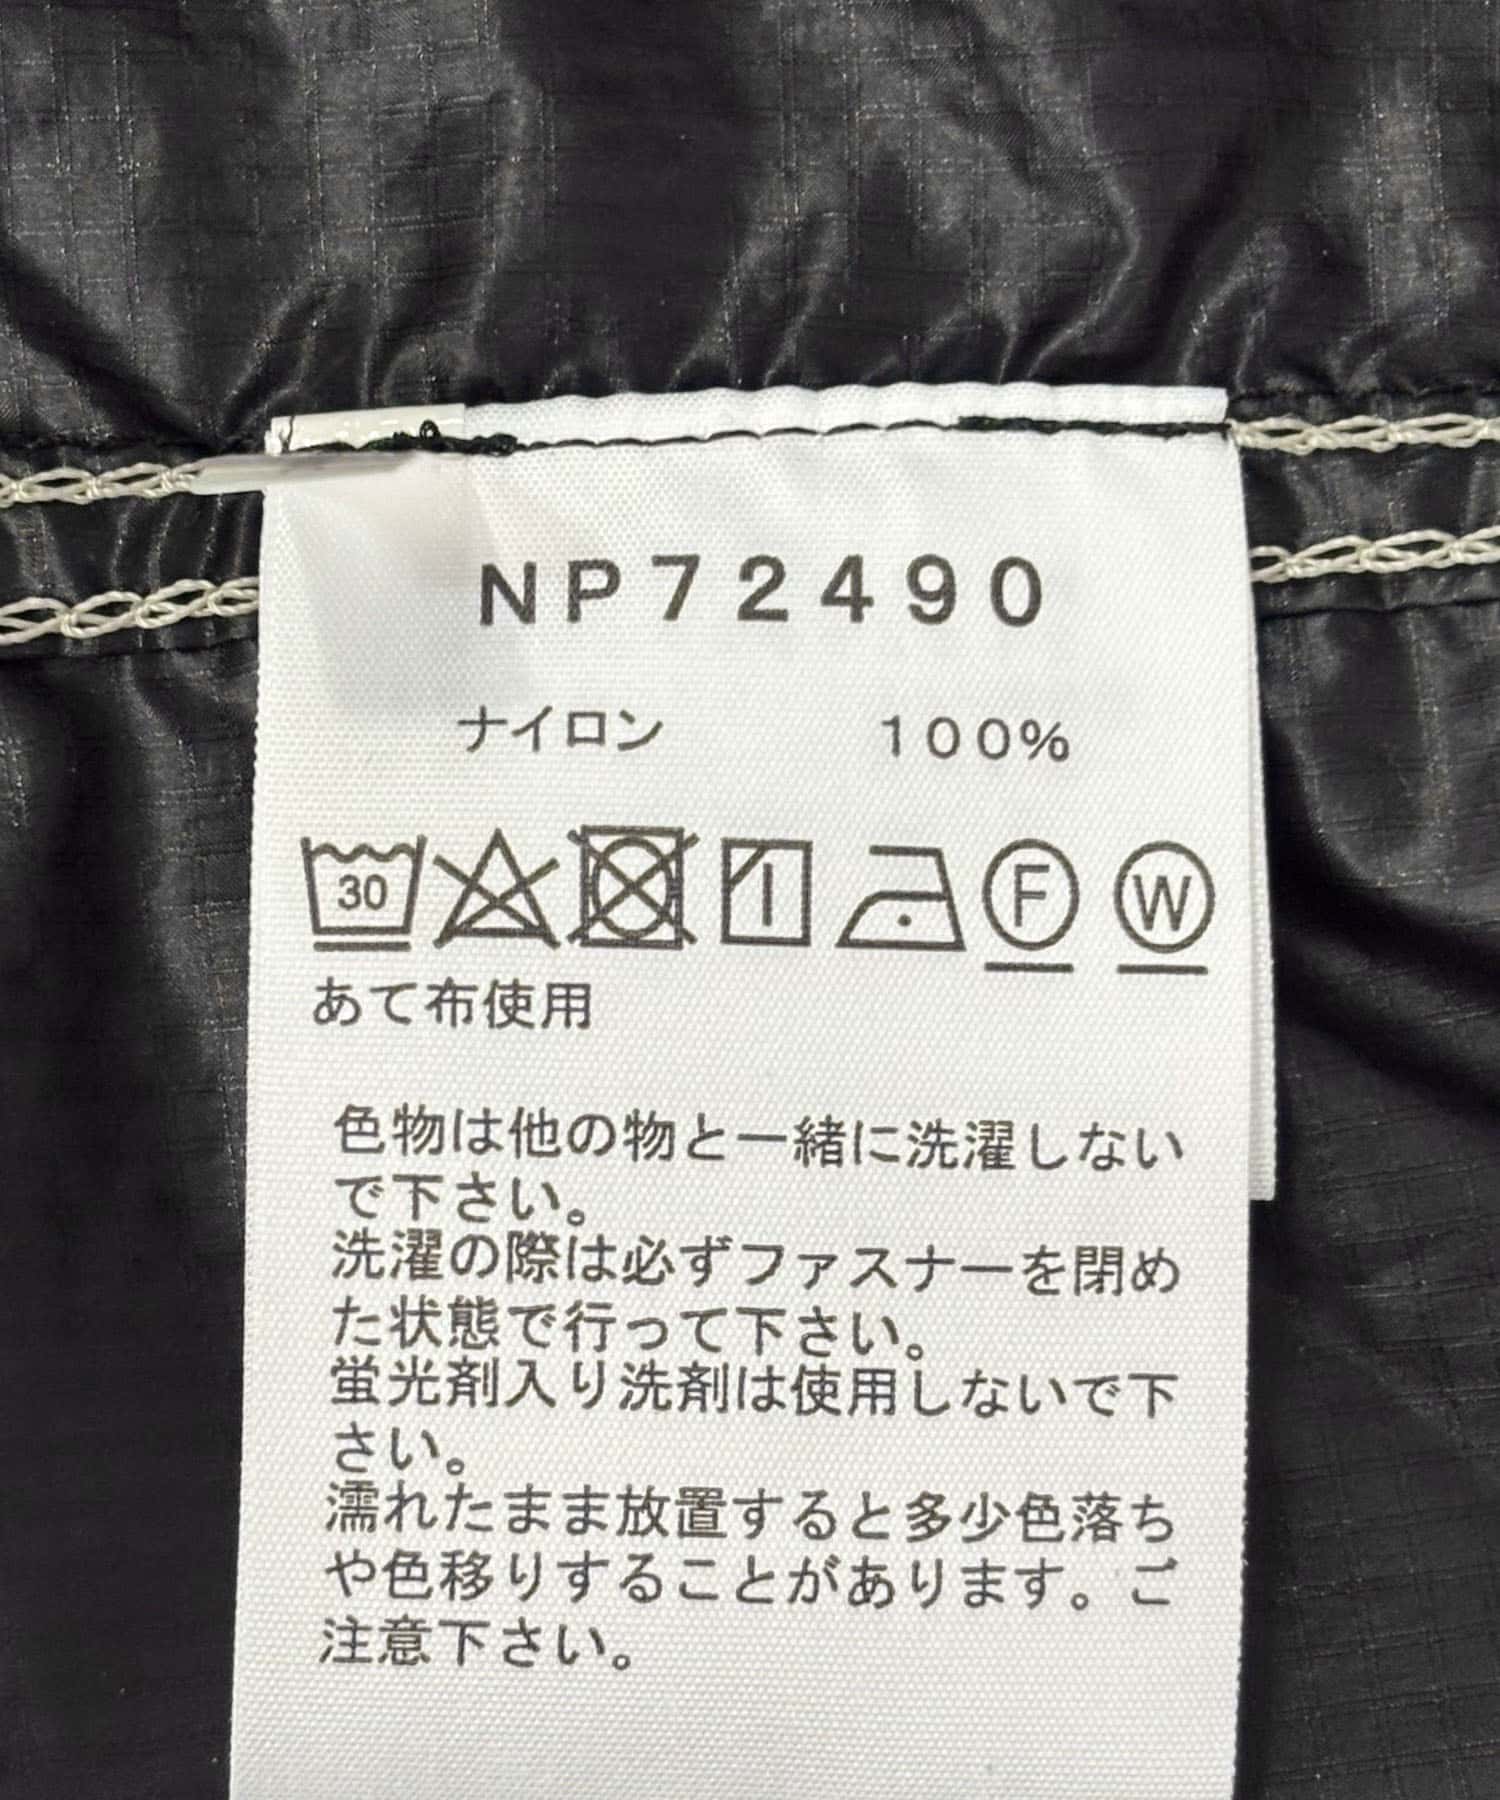 NP72490
ナイロン 100%
30 F W
あて布使用
色物は他の物と一緒に洗濯しない
で下さい。
洗濯の際は必ずファスナーを閉め
た状態で行って下さい。
蛍光剤入り洗剤は使用しないで下
さい。
濡れたまま放置すると多少色落ち
や色移りすることがあります。ご
注意下さい。